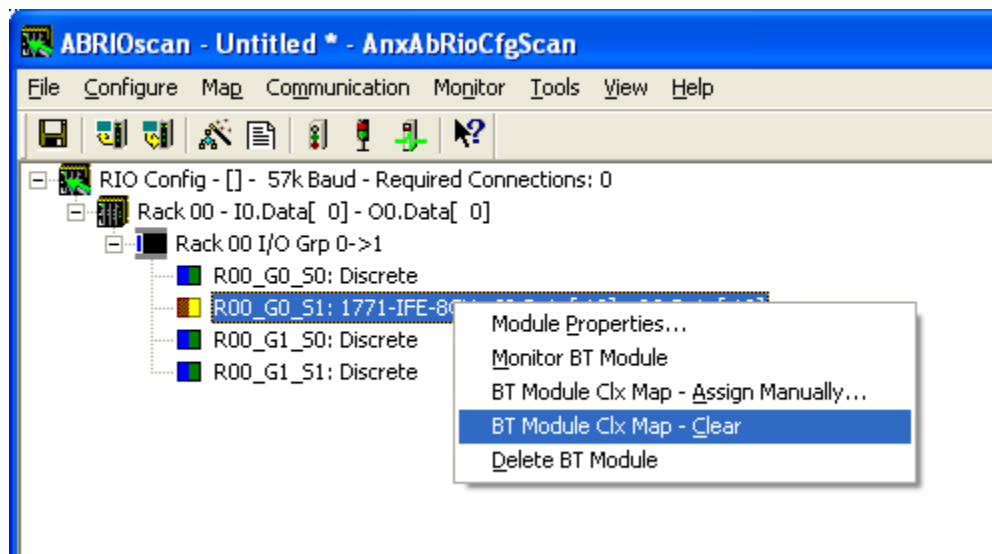 ABRIOscan - Untitled * - AnxAbRioCfgScan
File Configure Map Communication Monitor Tools View Help
RIO Config - [] - 57k Baud - Required Connections: 0
Rack 00 - I0.Data[ 0] - O0.Data[ 0]
Rack 00 I/O Grp 0->1
R00_G0_S0: Discrete
R00_G0_S1: 1771-IFE-8
R00_G1_S0: Discrete
R00_G1_S1: Discrete
Module Properties...
Monitor BT Module
BT Module Clx Map - Assign Manually...
BT Module Clx Map - Clear
Delete BT Module